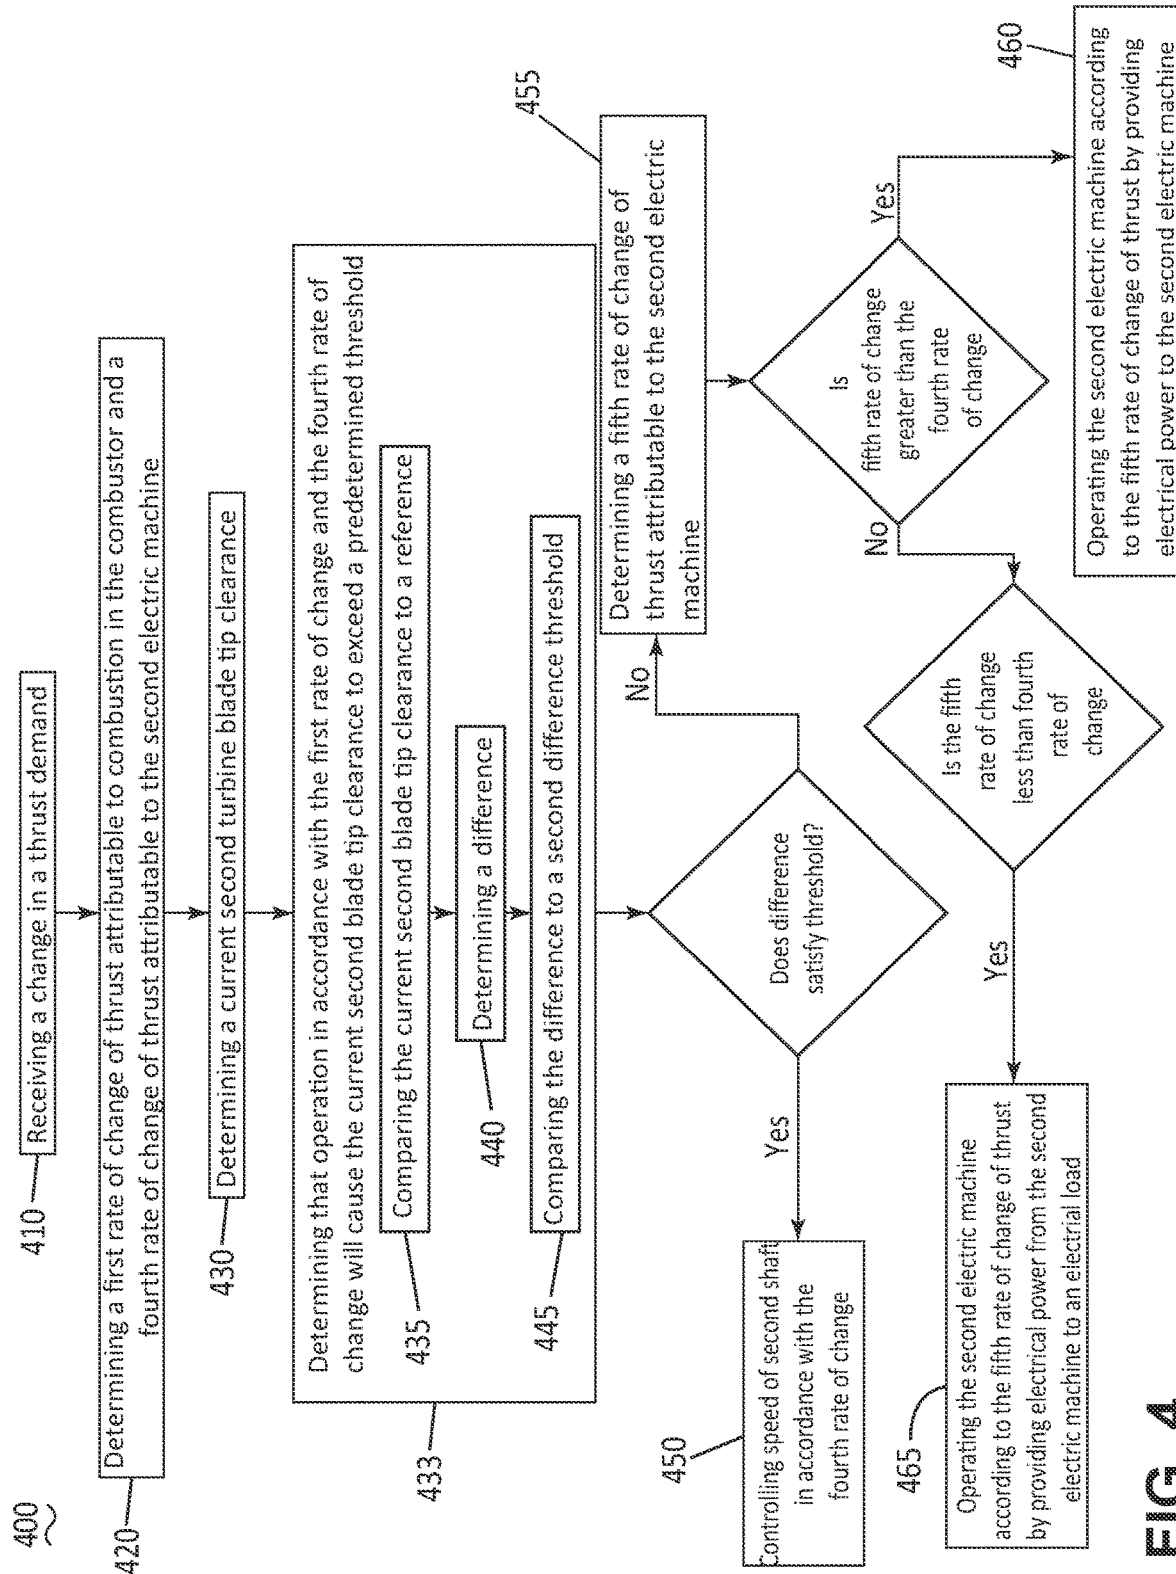 400
410
Receiving a change in a thrust demand
420
Determining a first rate of change of thrust attributable to combustion in the combustor and a
fourth rate of change of thrust attributable to the second electric machine
430
Determining a current second turbine blade tip clearance
433
Determining that operation in accordance with the first rate of change and the fourth rate of
change will cause the current second blade tip clearance to exceed a predetermined threshold
435
Comparing the current second blade tip clearance to a reference
440
Determining a difference
445
Comparing the difference to a second difference threshold
Does difference
satisfy threshold?
Yes
No
450
Controlling speed of second shaft
in accordance with the
fourth rate of change
455
Determining a fifth rate of change of
thrust attributable to the second electric
machine
Is
fifth rate of change
greater than the
fourth rate
of change
Yes
No
460
Operating the second electric machine according
to the fifth rate of change of thrust by providing
electrical power to the second electric machine
Is the fifth
rate of change
less than fourth
rate of
change
Yes
465
Operating the second electric machine
according to the fifth rate of change of thrust
by providing electrical power from the second
electric machine to an electrial load
FIG. 4